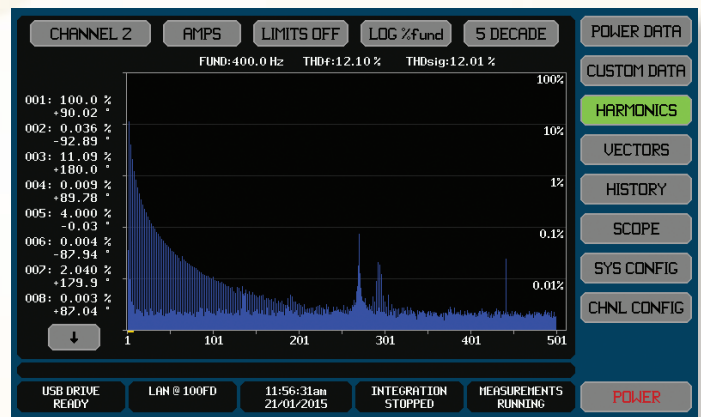 CHANNEL 2 AMPS LIMITS OFF LOG %fund 5 DECADE
FUND:400.0 Hz THDf:12.10 % THDsig:12.01 %
001: 100.0 %
+90.02 °
002: 0.036 %
-92.89 °
003: 11.09 %
+180.0 °
004: 0.009 %
+89.78 °
005: 4.000 %
-0.03 °
006: 0.004 %
-87.94 °
007: 2.040 %
+179.9 °
008: 0.003 %
+87.04 °
↓
100%
10%
1%
0.1%
0.01%
1 101 201 301 401 501
POWER DATA
CUSTOM DATA
HARMONICS
VECTORS
HISTORY
SCOPE
SYS CONFIG
CHNL CONFIG
USB DRIVE
READY
LAN @ 100FD
11:56:31am
21/01/2015
INTEGRATION
STOPPED
MEASUREMENTS
RUNNING
POWER